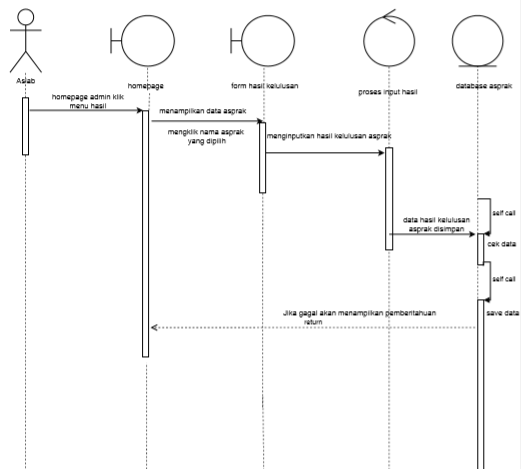 Aslab
homepage
form hasil kelulusan
proses input hasil
database asprak
homepage admin klik
menu hasil
menampilkan data asprak
mengklik nama asprak
yang dipilih
menginputkan hasil kelulusan asprak
data hasil kelulusan
asprak disimpan
self call
cek data
self call
Jika gagal akan menampilkan pemberitahuan
return
save data